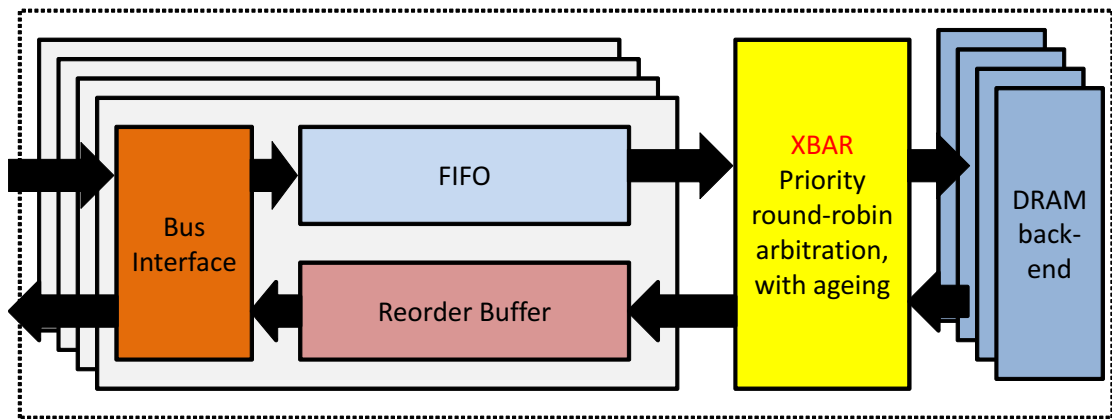 Bus
Interface
FIFO
Reorder Buffer
XBAR
Priority
round-robin
arbitration,
with ageing
DRAM
back-
end